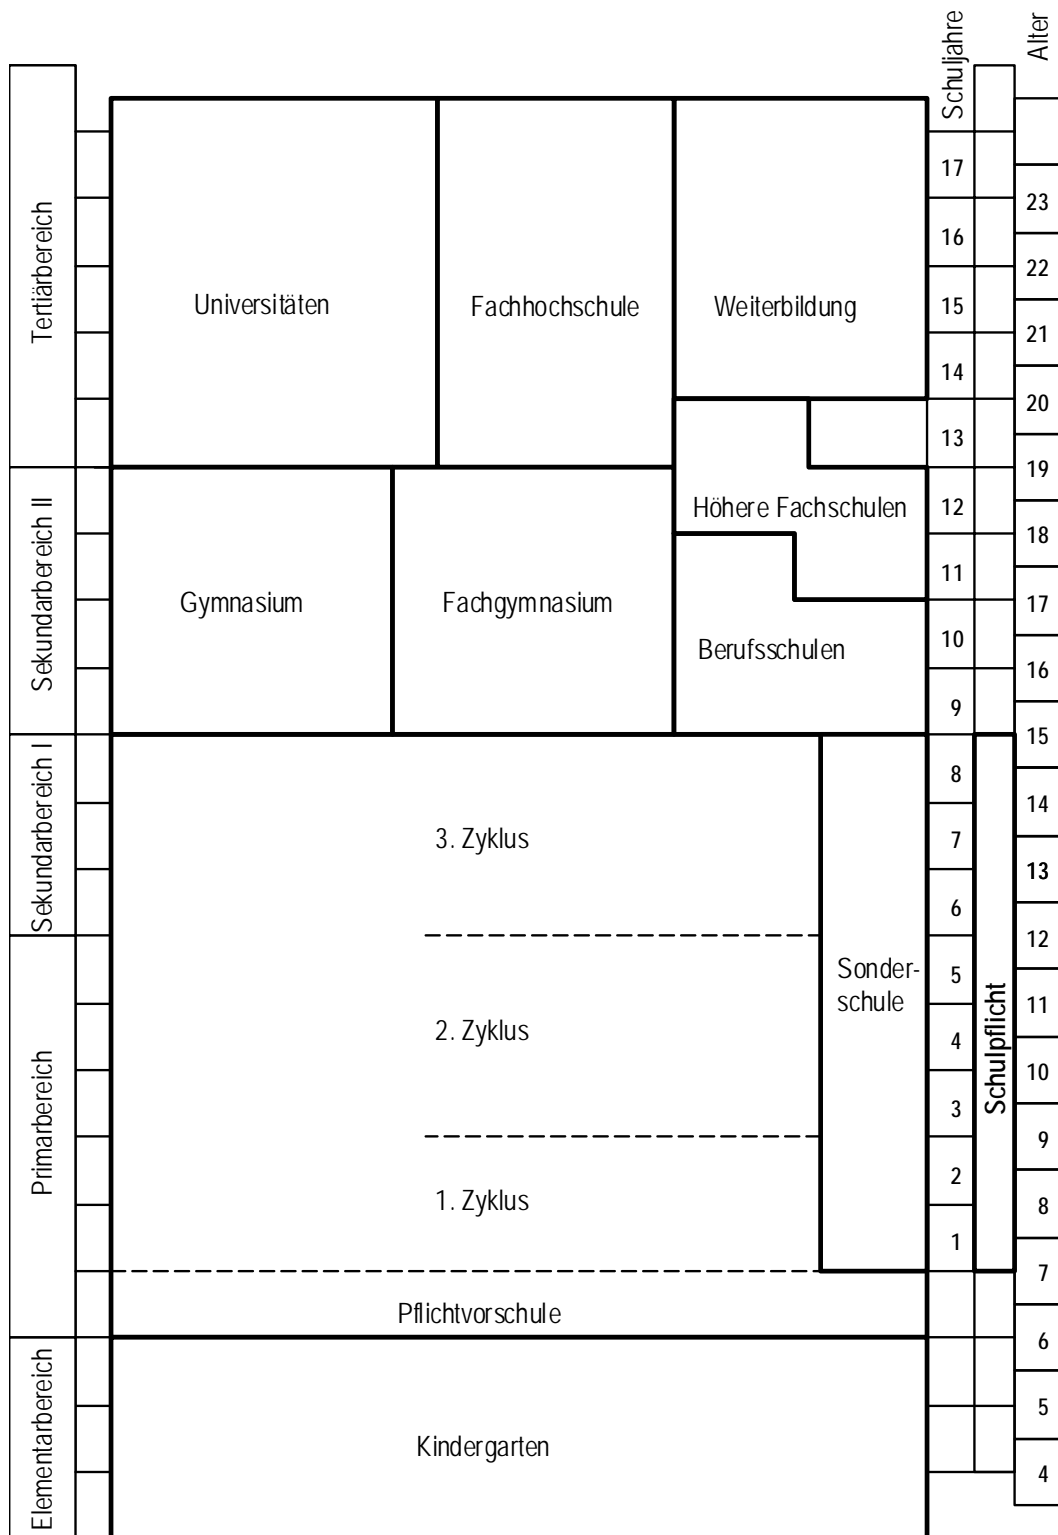 Schuljahre
Alter
Tertiärbereich
Universitäten
Fachhochschule
Weiterbildung
17
16
15
14
13
23
22
21
20
19
Sekundarbereich II
Gymnasium
Fachgymnasium
Höhere Fachschulen
Berufsschulen
12
11
10
9
18
17
16
15
Sekundarbereich I
3. Zyklus
8
7
6
14
13
12
Primarbereich
2. Zyklus
1. Zyklus
Sonder-
schule
5
4
3
2
1
Schulpflicht
11
10
9
8
7
Pflichtvorschule
6
Elementarbereich
Kindergarten
5
4